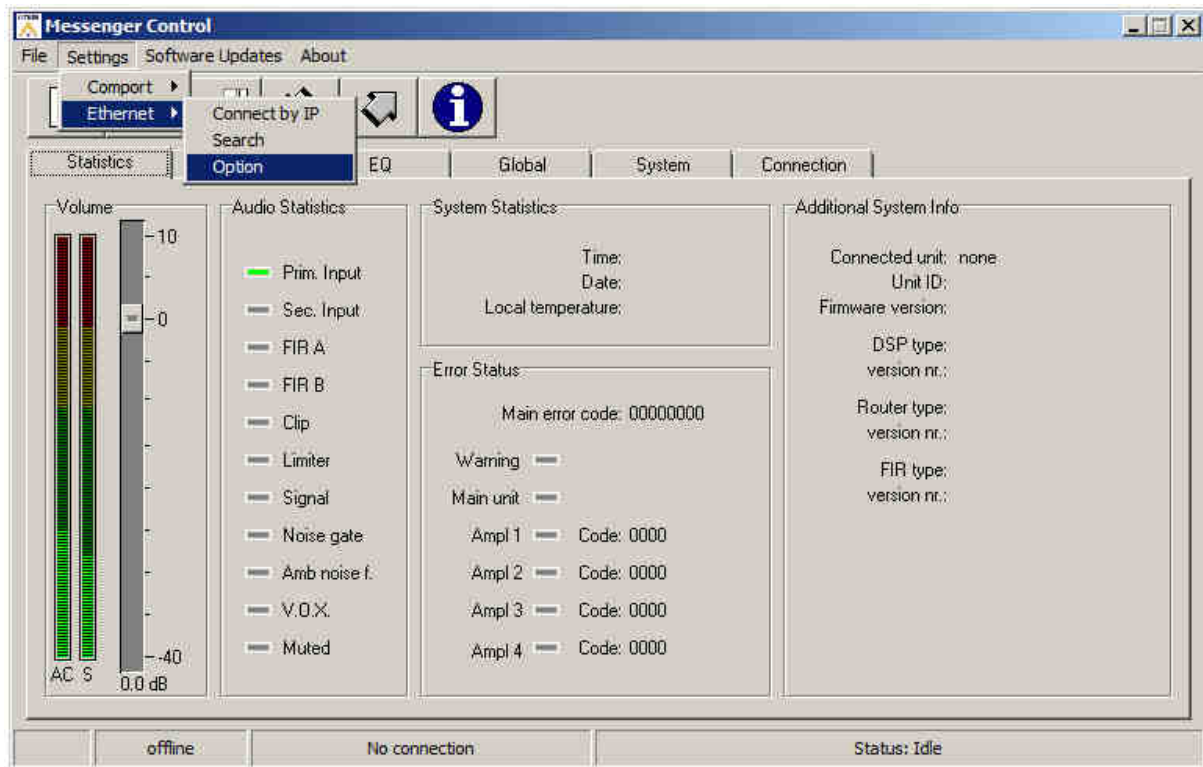 Messenger Control
File Settings Software Updates About
Comport
Ethernet
Connect by IP
Search
Option
Statistics
EQ
Global
System
Connection
Volume
10
0
-40
AC S
0.0 dB
Audio Statistics
Prim. Input
Sec. Input
FIR A
FIR B
Clip
Limiter
Signal
Noise gate
Amb noise f.
V.O.X.
Muted
System Statistics
Time:
Date:
Local temperature:
Error Status
Main error code: 00000000
Warning
Main unit
Ampl 1 Code: 0000
Ampl 2 Code: 0000
Ampl 3 Code: 0000
Ampl 4 Code: 0000
Additional System Info
Connected unit: none
Unit ID:
Firmware version:
DSP type:
version nr.:
Router type:
version nr.:
FIR type:
version nr.:
offline
No connection
Status: Idle